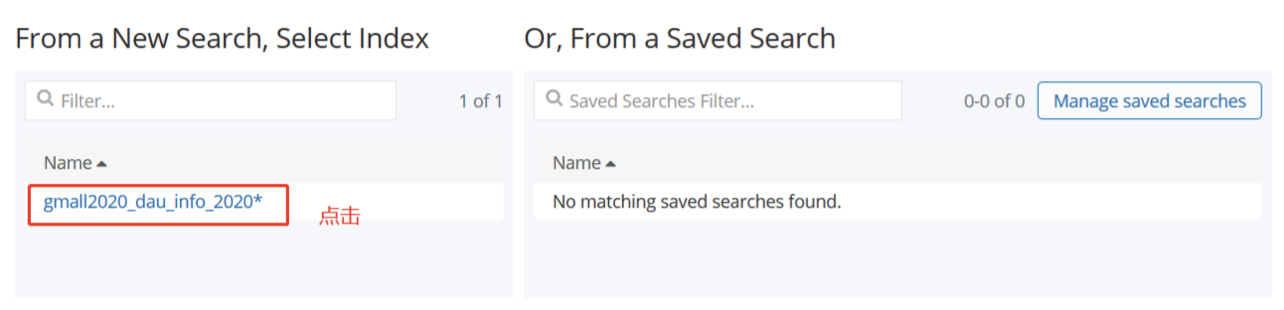 From a New Search, Select Index
Filter...
1 of 1
Name
gmall2020_dau_info_2020*
点击
Or, From a Saved Search
Saved Searches Filter...
0-0 of 0
Manage saved searches
Name
No matching saved searches found.